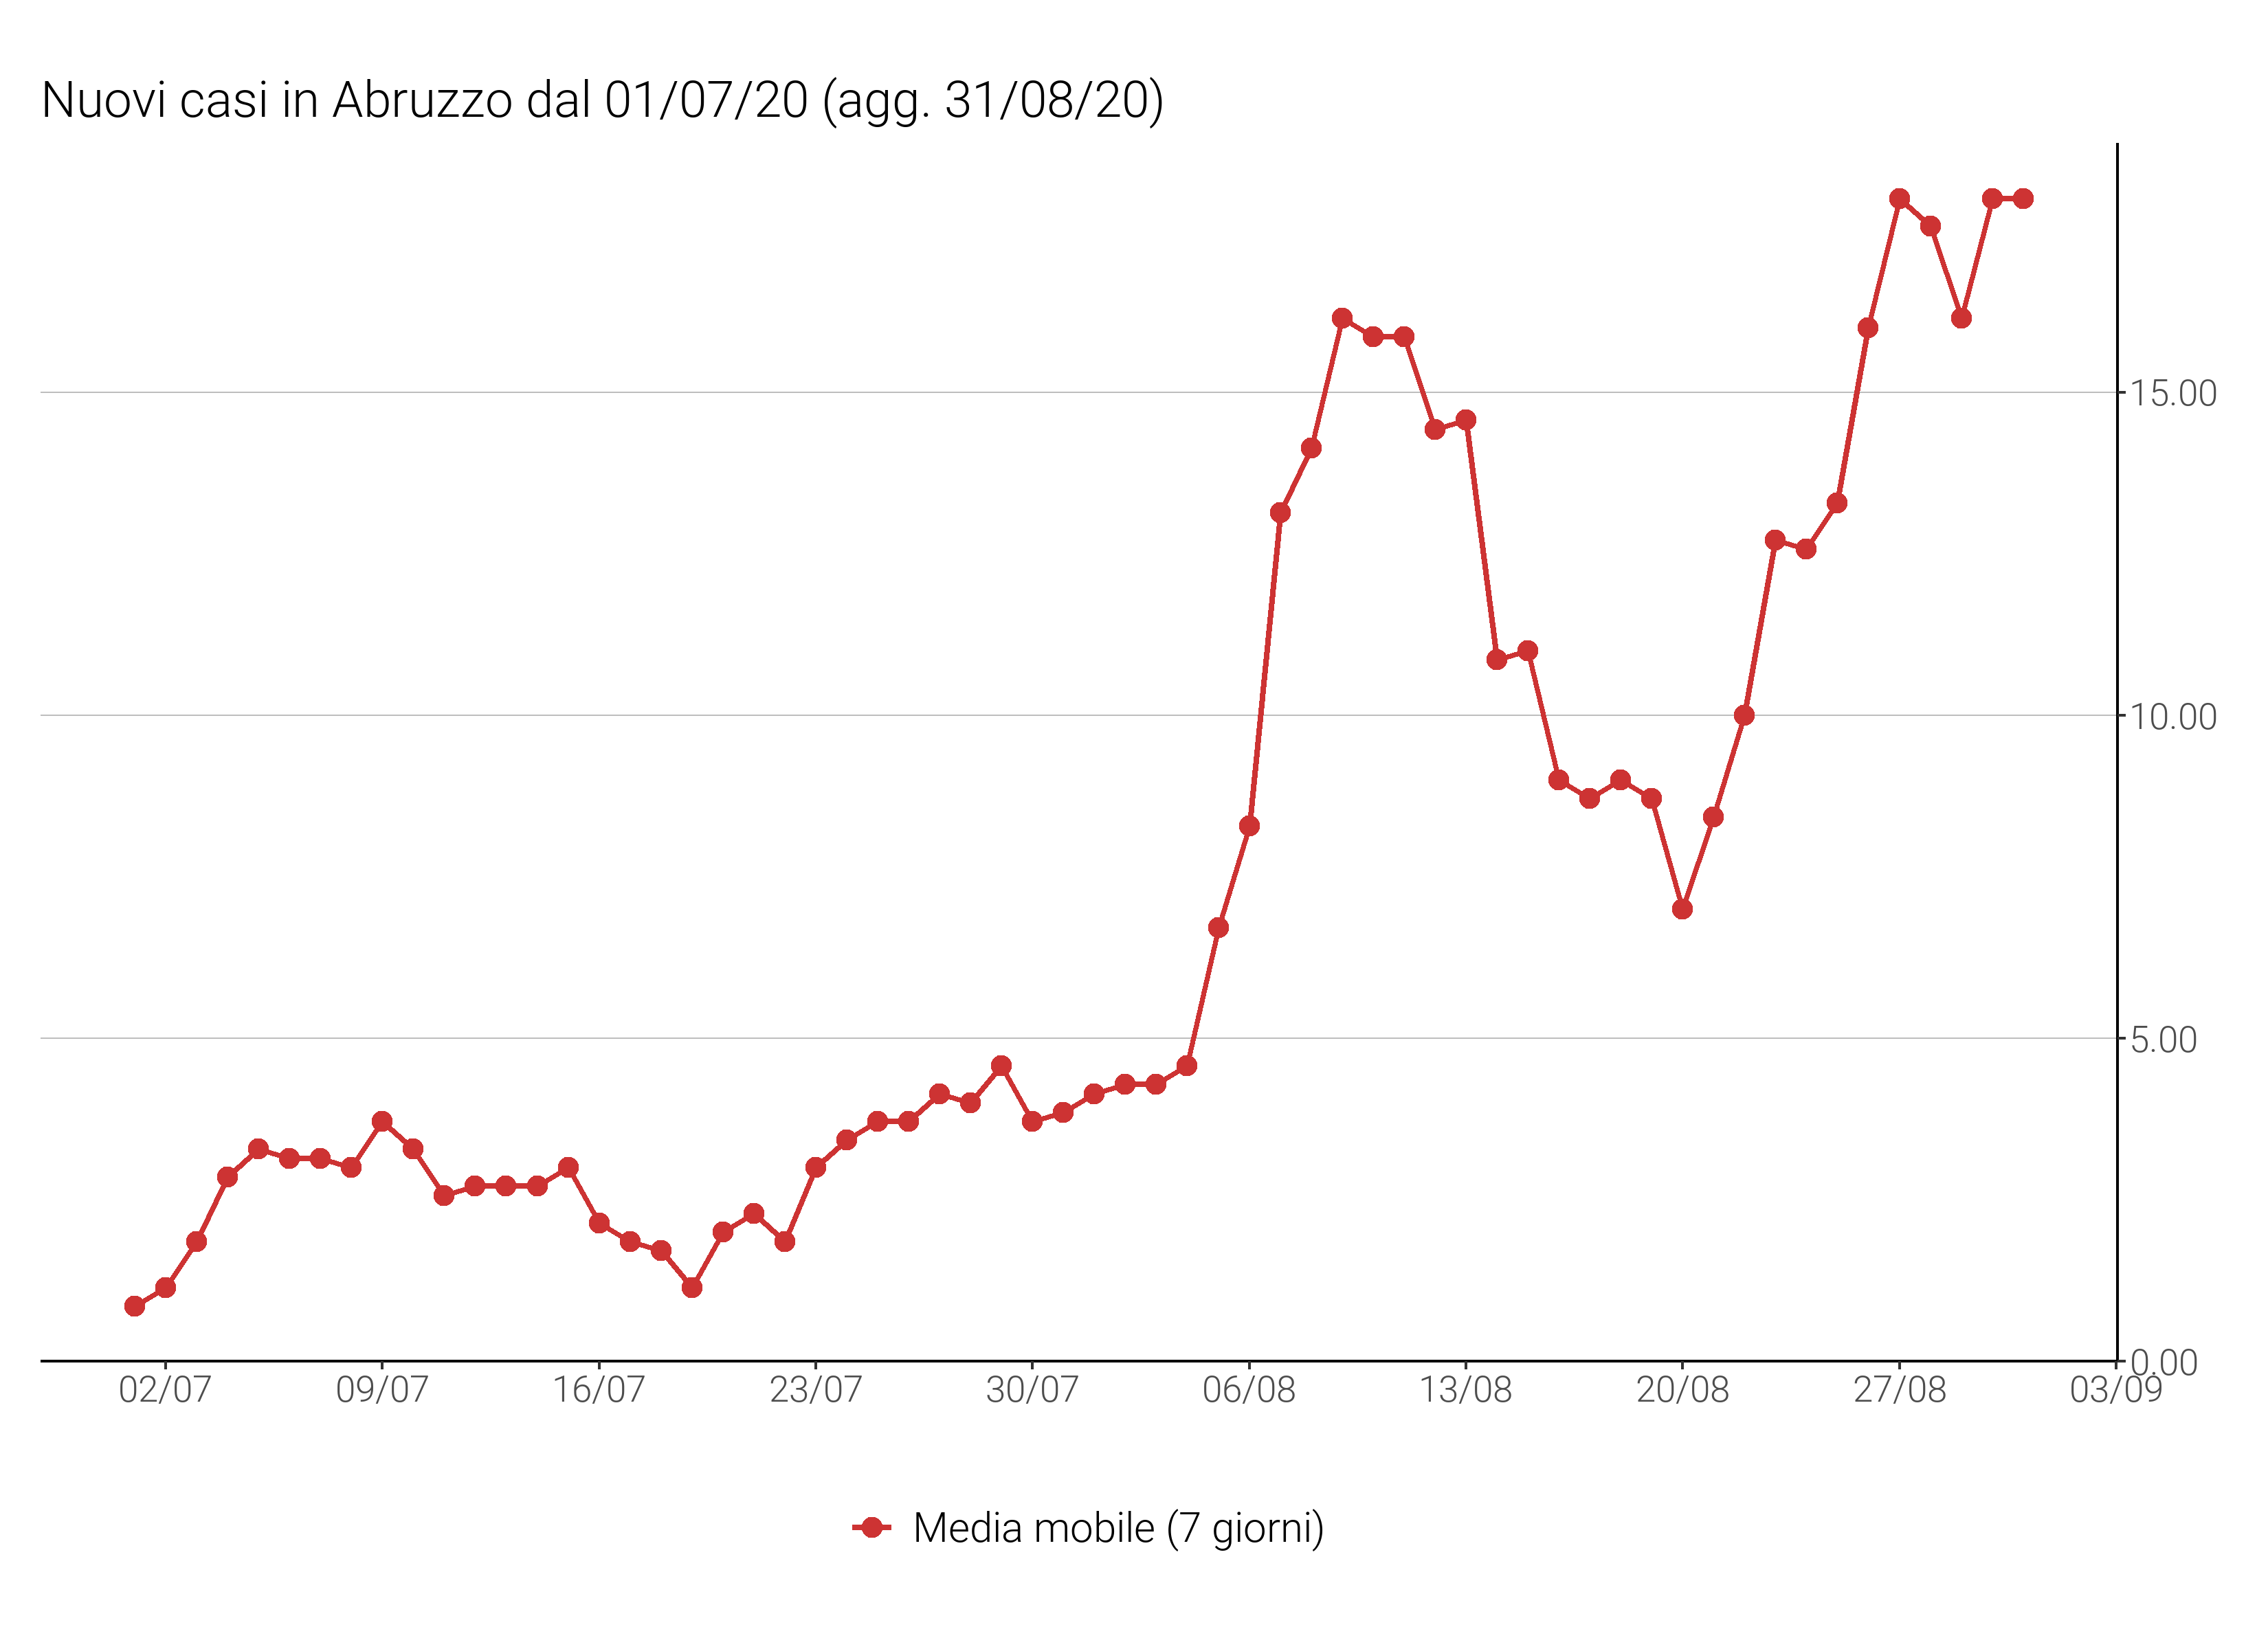 Nuovi casi in Abruzzo dal 01/07/20 (agg. 31/08/20)
15.00
10.00
5.00
0.00
02/07 09/07 16/07 23/07 30/07 06/08 13/08 20/08 27/08 03/09
Media mobile (7 giorni)